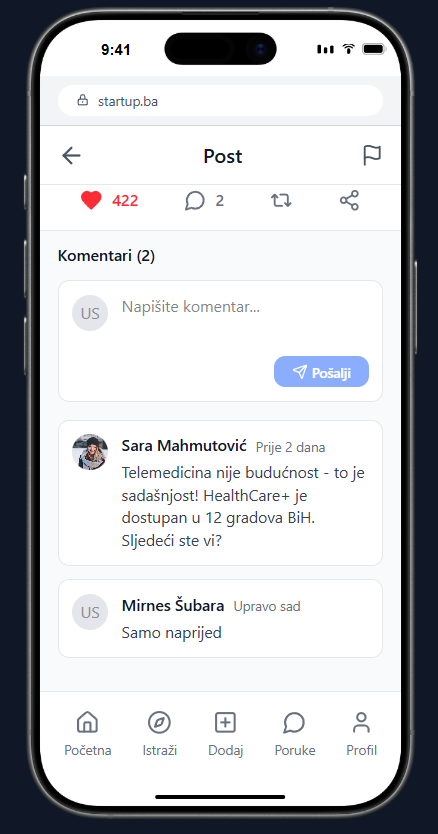 9:41
startup.ba
Post
422
2
Komentari (2)
US
Napišite komentar...
Pošalji
Sara Mahmutović Prije 2 dana
Telemedicina nije budućnost - to je
sadašnjost! HealthCare+ je
dostupan u 12 gradova BiH.
Sljedeći ste vi?
US
Mirnes Šubara Upravo sad
Samo naprijed
Početna Istraži Dodaj Poruke Profil